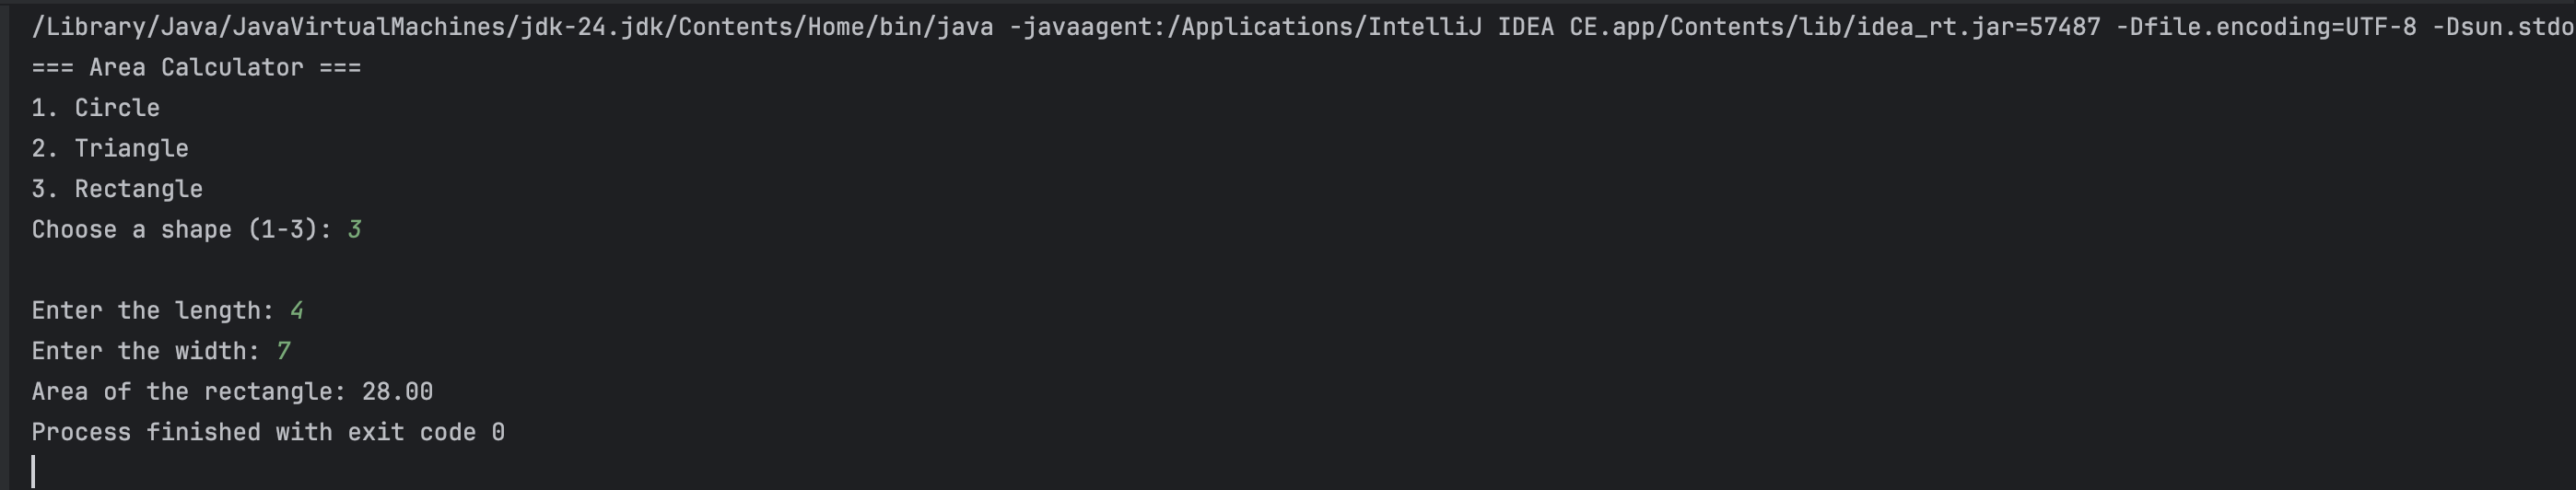 /Library/Java/JavaVirtualMachines/jdk-24.jdk/Contents/Home/bin/java -javaagent:/Applications/IntelliJ IDEA CE.app/Contents/lib/idea_rt.jar=57487 -Dfile.encoding=UTF-8 -Dsun.stdo
=== Area Calculator ===
1. Circle
2. Triangle
3. Rectangle
Choose a shape (1-3): 3
Enter the length: 4
Enter the width: 7
Area of the rectangle: 28.00
Process finished with exit code 0